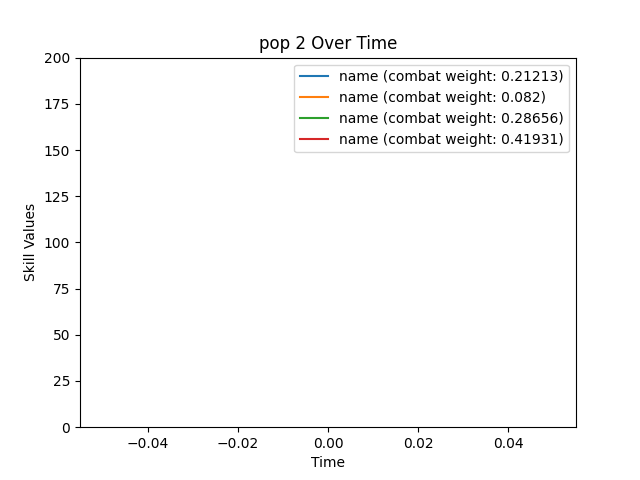 pop 2 Over Time
name (combat weight: 0.21213)
name (combat weight: 0.082)
name (combat weight: 0.28656)
name (combat weight: 0.41931)
200
175
150
125
100
75
50
25
0
Skill Values
−0.04 −0.02 0.00 0.02 0.04
Time